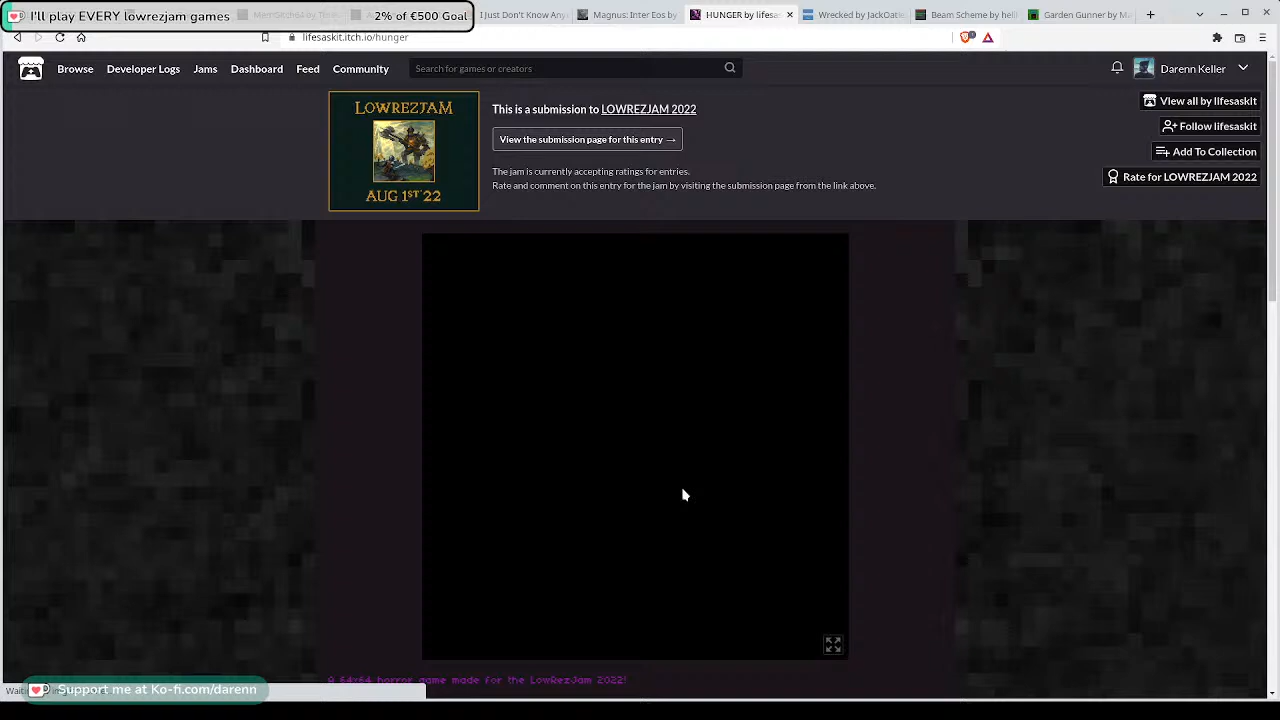 I'll play EVERY lowrezjam games 2% of €500 Goal
I Just Don't Know Any
Magnus: Inter Eos by
HUNGER by lifesas
Wrecked by JackOatle
Beam Scheme by hell
Garden Gunner by Ma
lifesaskit.itch.io/hunger
Browse Developer Logs Jams Dashboard Feed Community Search for games or creators Darenn Keller
LOWREZJAM
AUG 1ST '22
This is a submission to LOWREZJAM 2022
View the submission page for this entry →
The jam is currently accepting ratings for entries.
Rate and comment on this entry for the jam by visiting the submission page from the link above.
View all by lifesaskit
Follow lifesaskit
Add To Collection
Rate for LOWREZJAM 2022
A 64x64 horror game made for the LowRezJam 2022!
Support me at Ko-fi.com/darenn